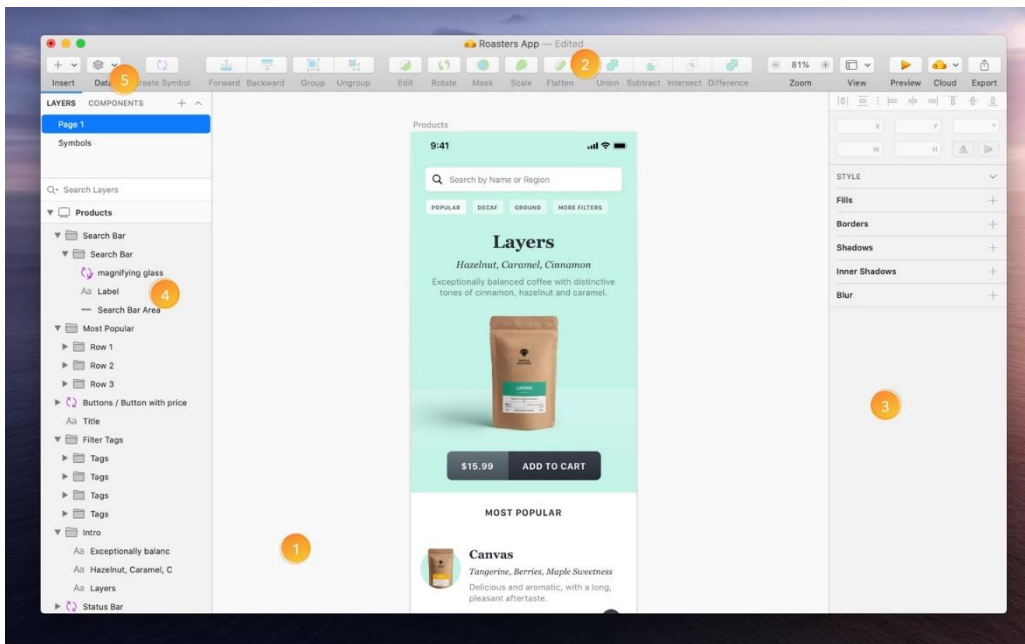 Roasters App — Edited
Insert Data Create Symbol Forward Backward Group Ungroup Edit Rotate Mask Scale Flatten Union Subtract Intersect Difference Zoom View Preview Cloud Export
81%
5
2
LAYERS COMPONENTS
Page 1
Symbols
Search Layers
Products
Search Bar
Search Bar
magnifying glass
Aa Label
4
Search Bar Area
Most Popular
Row 1
Row 2
Row 3
Buttons / Button with price
Aa Title
Filter Tags
Tags
Tags
Tags
Tags
Intro
Aa Exceptionally balanc
Aa Hazelnut, Caramel, C
Aa Layers
Status Bar
1
Products
9:41
Search by Name or Region
POPULAR DECAF GROUND MORE FILTERS
Layers
Hazelnut, Caramel, Cinnamon
Exceptionally balanced coffee with distinctive
tones of cinnamon, hazelnut and caramel.
LAYERS
$15.99 ADD TO CART
MOST POPULAR
Canvas
Tangerine, Berries, Maple Sweetness
Delicious and aromatic, with a long,
pleasant aftertaste.
X Y °
W H
STYLE
Fills
Borders
Shadows
Inner Shadows
Blur
3